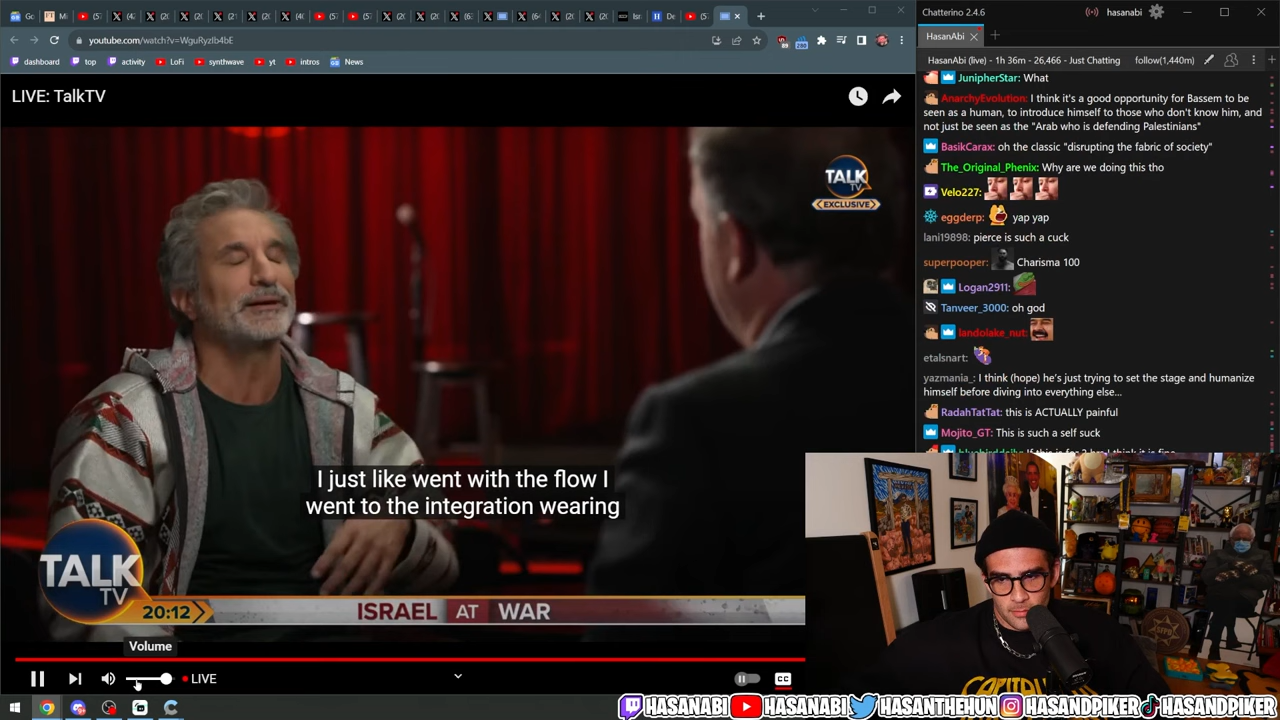 Chatterino 2.4.6
hasanabi
youtube.com/watch?v=WguRyzIb4bE
HasanAbi
dashboard
top
activity
LoFi
synthwave
yt
intros
News
HasanAbi (live) - 1h 36m - 26,466 - Just Chatting
follow(1,440m)
LIVE: TalkTV
JunipherStar: What
AnarchyEvolution: I think it's a good opportunity for Bassem to be
seen as a human, to introduce himself to those who don't know him, and
not just be seen as the "Arab who is defending Palestinians"
BasikCarax: oh the classic "disrupting the fabric of society"
The_Original_Phenix: Why are we doing this tho
Velo227:
eggderp: yap yap
lani19898: pierce is such a cuck
superpooper: Charisma 100
Logan2911:
Tanveer_3000: oh god
landolake_nut:
etalsnart:
yazmania_: I think (hope) he's just trying to set the stage and humanize
himself before diving into everything else...
RadahTatTat: this is ACTUALLY painful
Mojito_GT: This is such a self suck
TALK
TV
EXCLUSIVE
I just like went with the flow I
went to the integration wearing
TALK
TV
20:12
ISRAEL AT WAR
Volume
LIVE
CC
HASANABI
HASANABI
HASANTHEHUN
HASANDPIKER
HASANDPIKER